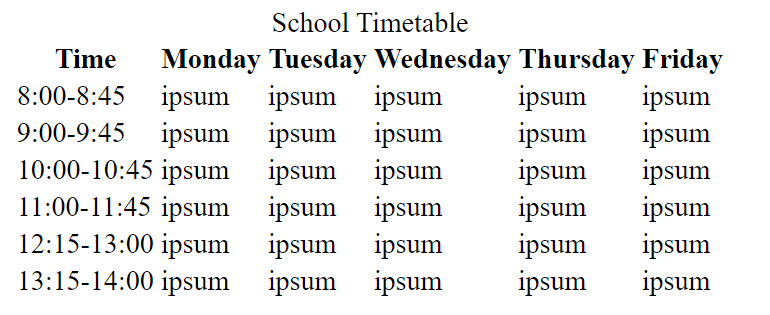 School Timetable
Time Monday Tuesday Wednesday Thursday Friday
8:00-8:45 ipsum ipsum ipsum ipsum ipsum
9:00-9:45 ipsum ipsum ipsum ipsum ipsum
10:00-10:45 ipsum ipsum ipsum ipsum ipsum
11:00-11:45 ipsum ipsum ipsum ipsum ipsum
12:15-13:00 ipsum ipsum ipsum ipsum ipsum
13:15-14:00 ipsum ipsum ipsum ipsum ipsum